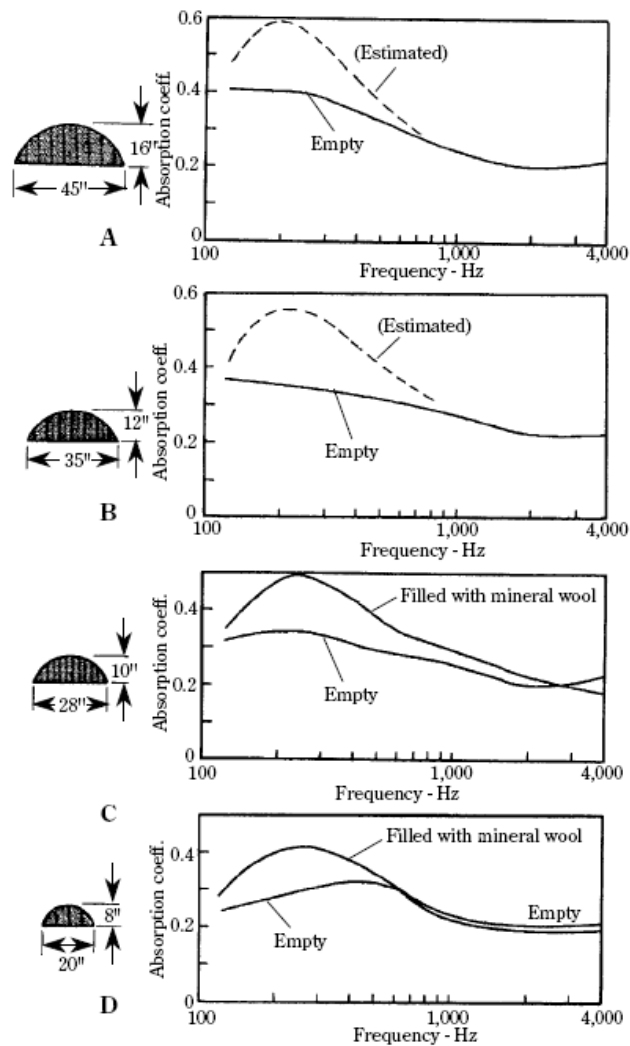 0.6
(Estimated)
0.4
Absorption coeff.
Empty
16"
0.2
45"
A
0
100
1,000
4,000
Frequency - Hz
0.6
(Estimated)
0.4
Absorption coeff.
12"
0.2
Empty
35"
B
0
100
1,000
4,000
Frequency - Hz
Filled with mineral wool
0.4
Absorption coeff.
10"
0.2
Empty
28"
0
100
1,000
4,000
C
Frequency - Hz
Filled with mineral wool
0.4
Absorption coeff.
8"
Empty
0.2
Empty
20"
0
D
100
1,000
4,000
Frequency - Hz